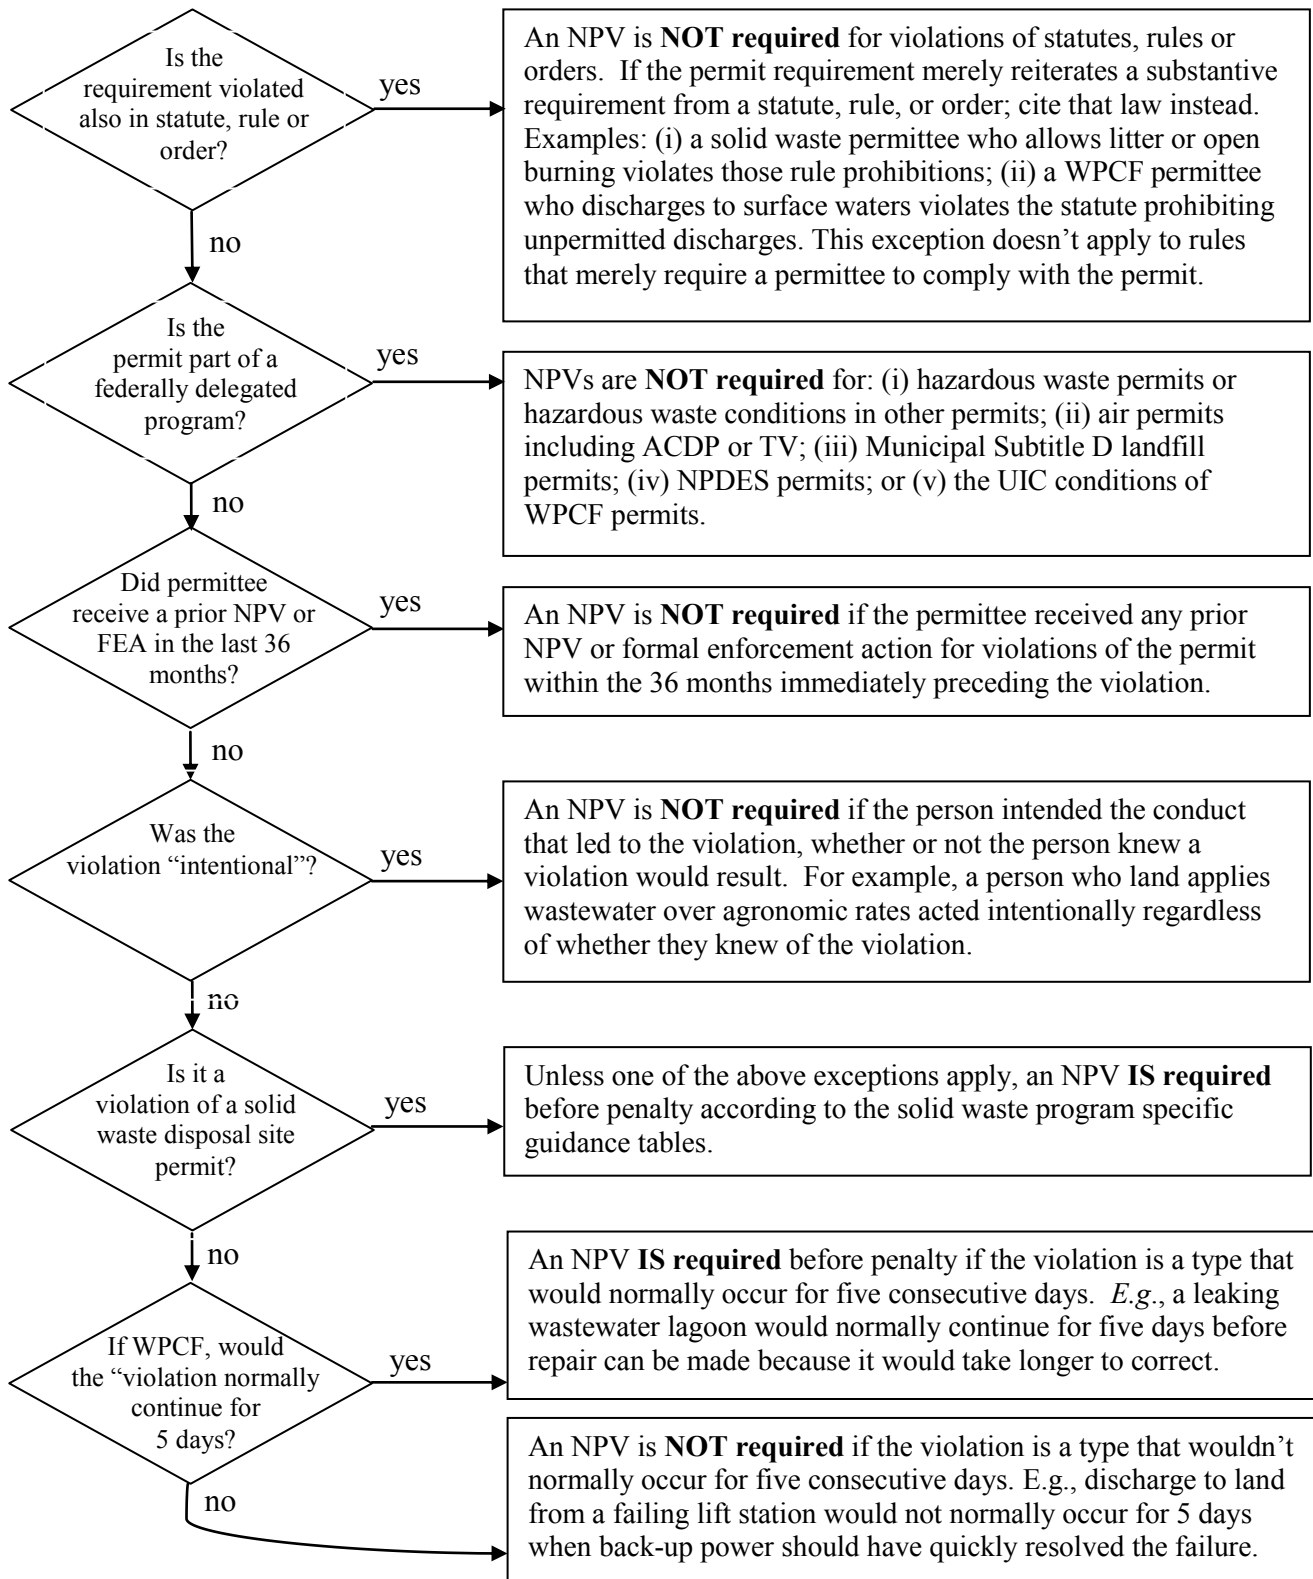 Is the
requirement violated
also in statute, rule or
order?
yes
An NPV is NOT required for violations of statutes, rules or
orders. If the permit requirement merely reiterates a substantive
requirement from a statute, rule, or order; cite that law instead.
Examples: (i) a solid waste permittee who allows litter or open
burning violates those rule prohibitions; (ii) a WPCF permittee
who discharges to surface waters violates the statute prohibiting
unpermitted discharges. This exception doesn’t apply to rules
that merely require a permittee to comply with the permit.
no
Is the
permit part of a
federally delegated
program?
yes
NPVs are NOT required for: (i) hazardous waste permits or
hazardous waste conditions in other permits; (ii) air permits
including ACDP or TV; (iii) Municipal Subtitle D landfill
permits; (iv) NPDES permits; or (v) the UIC conditions of
WPCF permits.
no
Did permittee
receive a prior NPV or
FEA in the last 36
months?
yes
An NPV is NOT required if the permittee received any prior
NPV or formal enforcement action for violations of the permit
within the 36 months immediately preceding the violation.
no
Was the
violation “intentional”?
yes
An NPV is NOT required if the person intended the conduct
that led to the violation, whether or not the person knew a
violation would result. For example, a person who land applies
wastewater over agronomic rates acted intentionally regardless
of whether they knew of the violation.
no
Is it a
violation of a solid
waste disposal site
permit?
yes
Unless one of the above exceptions apply, an NPV IS required
before penalty according to the solid waste program specific
guidance tables.
no
If WPCF, would
the “violation normally
continue for
5 days?
yes
An NPV IS required before penalty if the violation is a type that
would normally occur for five consecutive days. E.g., a leaking
wastewater lagoon would normally continue for five days before
repair can be made because it would take longer to correct.
no
An NPV is NOT required if the violation is a type that wouldn’t
normally occur for five consecutive days. E.g., discharge to land
from a failing lift station would not normally occur for 5 days
when back-up power should have quickly resolved the failure.